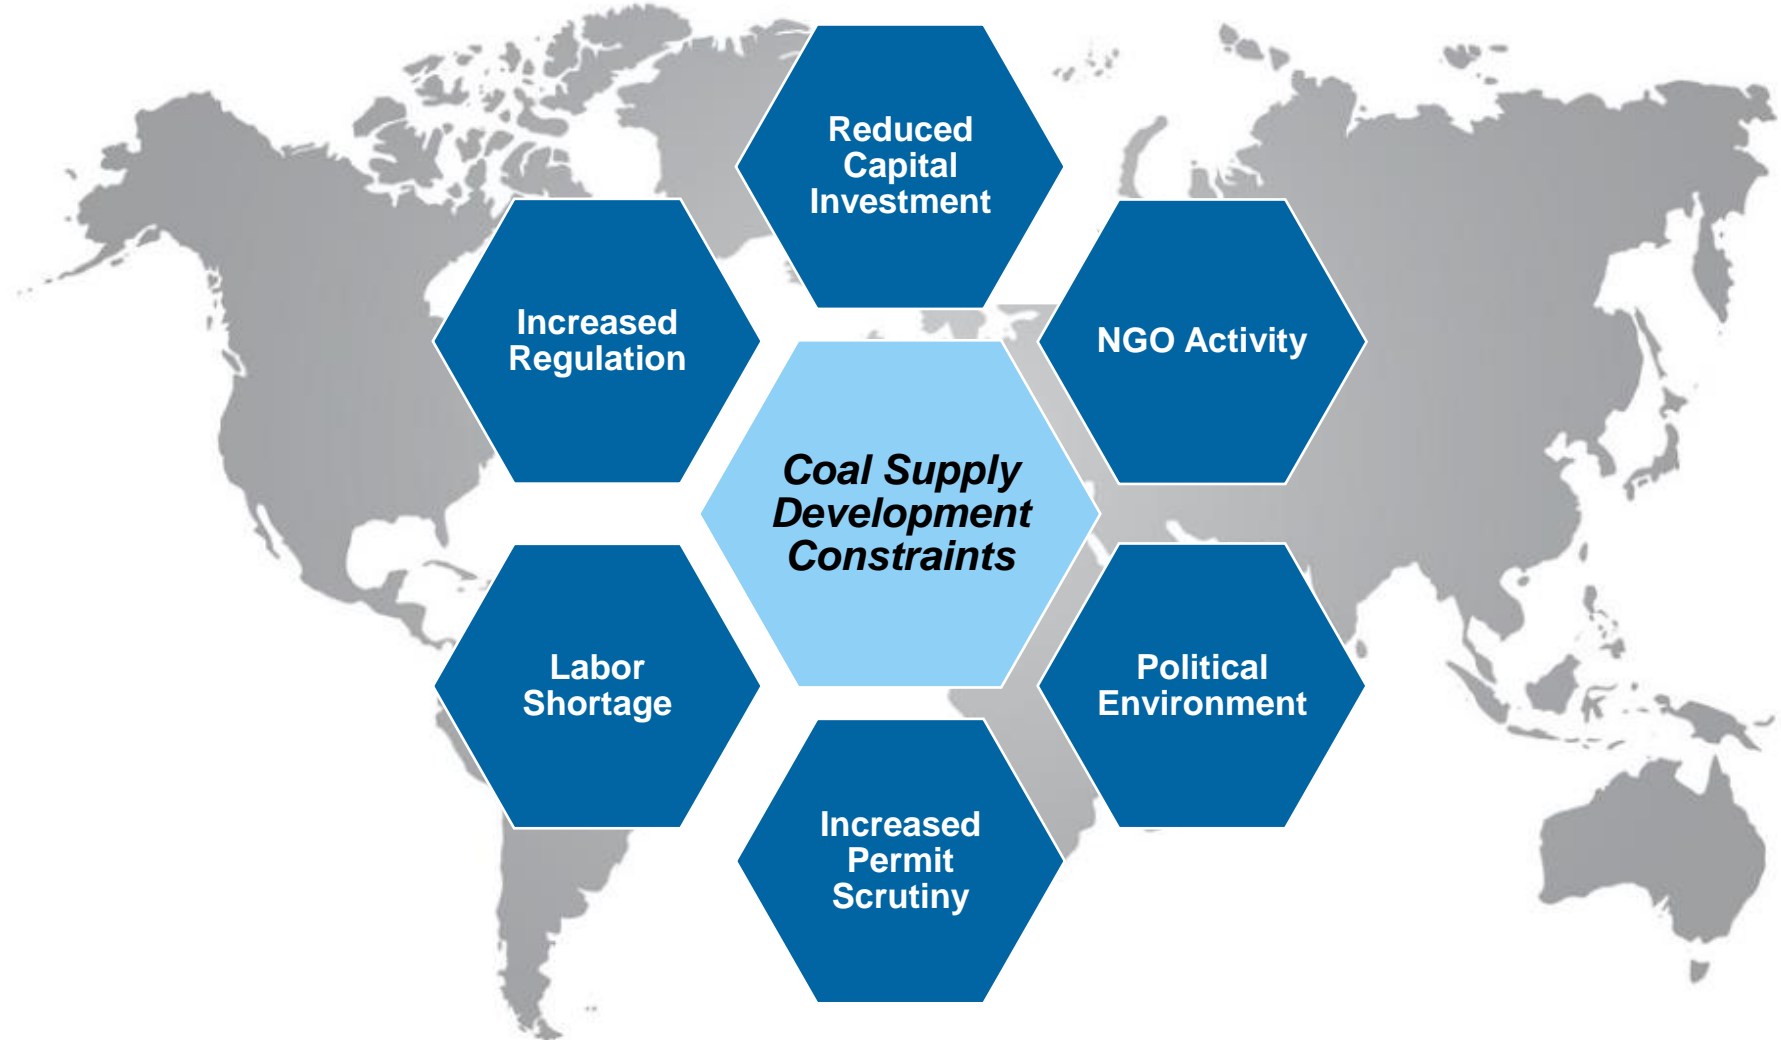 Reduced
Capital
Investment
Increased
Regulation
NGO Activity
Coal Supply
Development
Constraints
Labor
Shortage
Political
Environment
Increased
Permit
Scrutiny